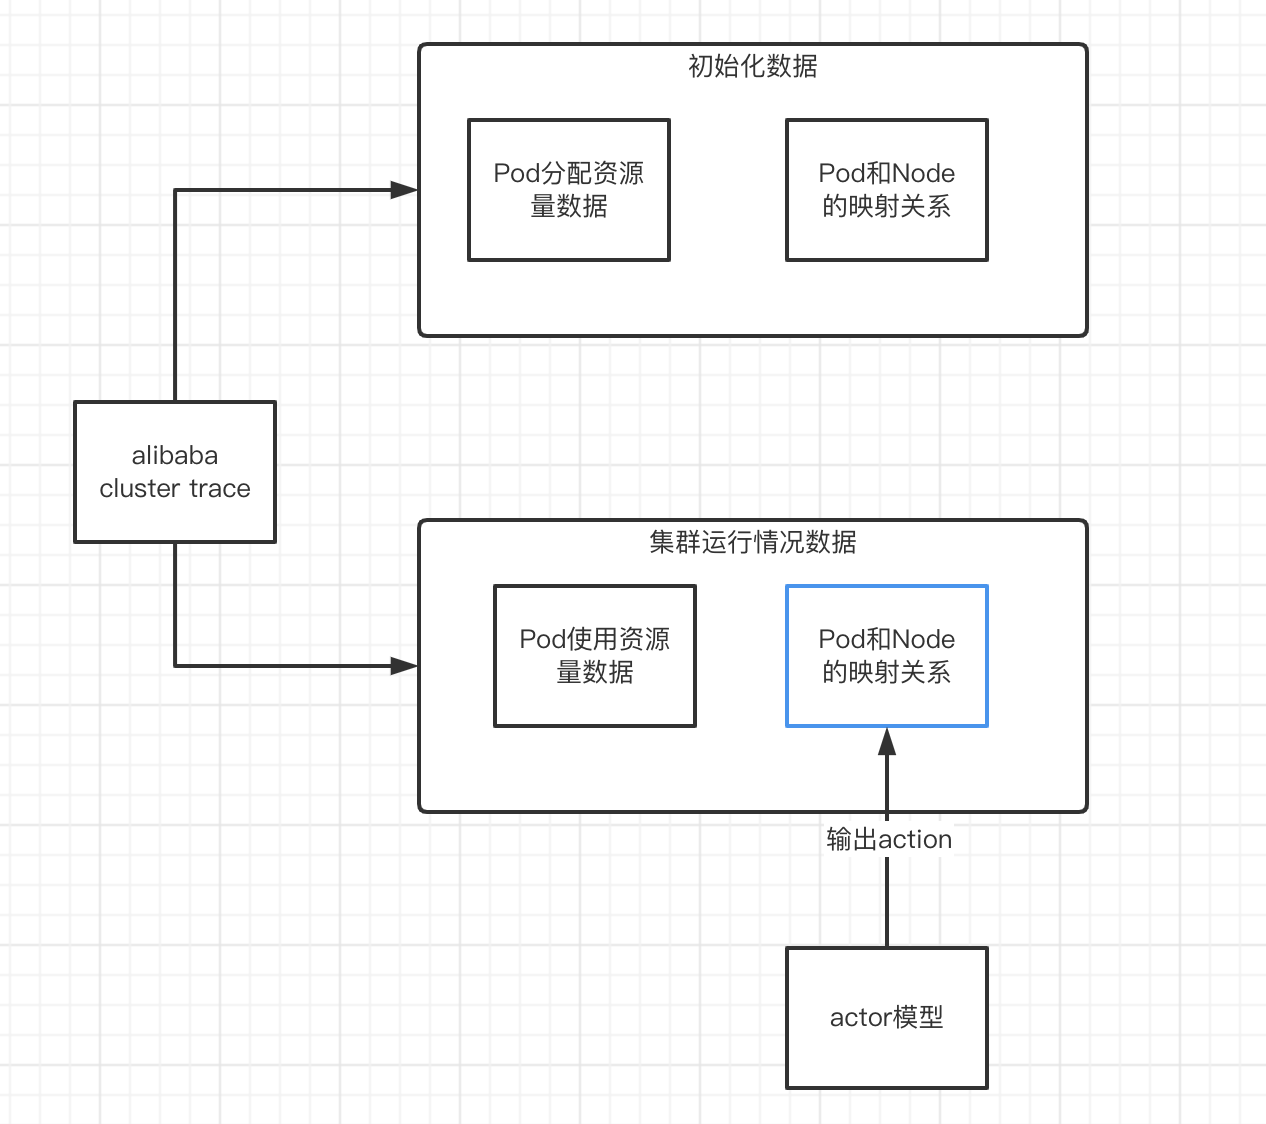 初始化数据
Pod分配资源
量数据
Pod和Node
的映射关系
alibaba
cluster trace
集群运行情况数据
Pod使用资源
量数据
Pod和Node
的映射关系
输出action
actor模型